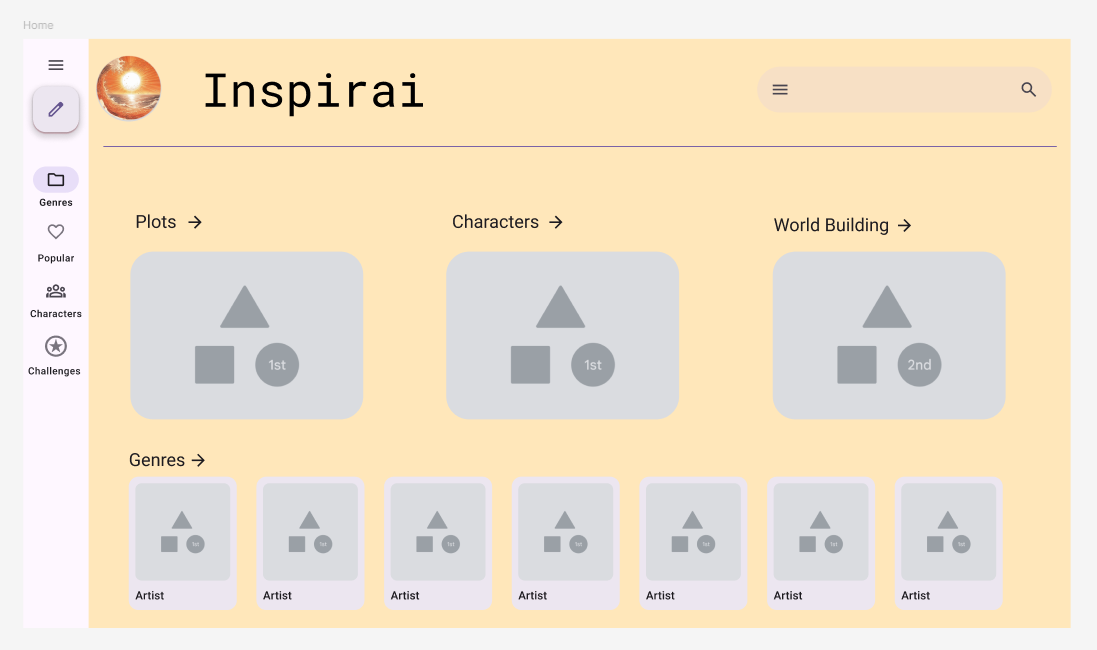 Home
Inspirai
Genres
Popular
Characters
Challenges
Plots
Characters
World Building
1st
1st
2nd
Genres
1st
1st
1st
1st
1st
1st
1st
Artist
Artist
Artist
Artist
Artist
Artist
Artist